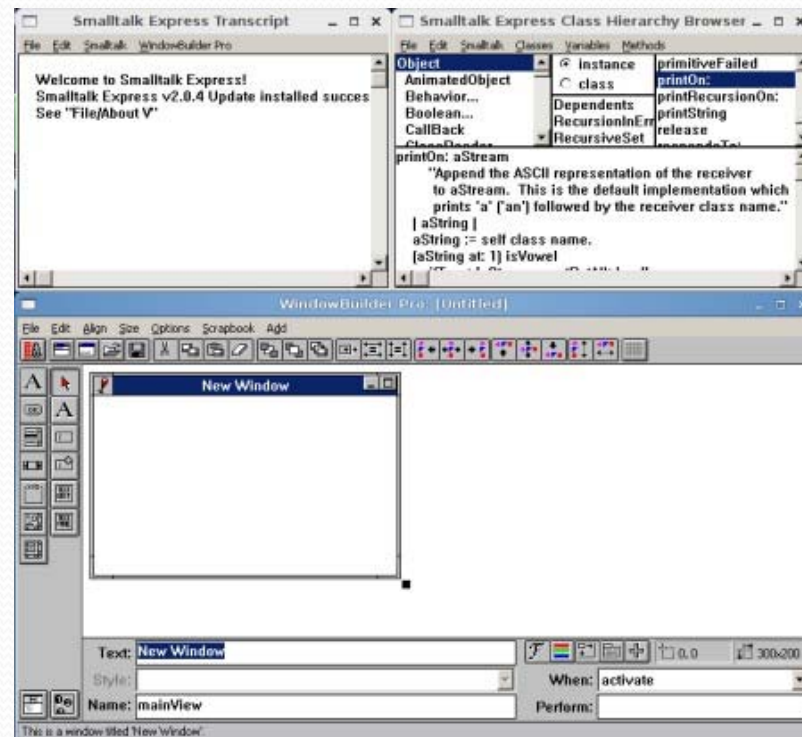 Smalltalk Express Transcript
File Edit Smalltalk WindowBuilder Pro
Welcome to Smalltalk Express!
Smalltalk Express v2.0.4 Update installed succes
See "File/About V"
Smalltalk Express Class Hierarchy Browser
File Edit Smalltalk Classes Variables Methods
Object
AnimatedObject
Behavior...
Boolean...
CallBack
instance
class
Dependents
RecursionInErr
RecursiveSet
primitiveFailed
printOn:
printRecursionOn:
printString
release
printOn: aStream
"Append the ASCII representation of the receiver
to aStream. This is the default implementation which
prints 'a' ('an') followed by the receiver class name."
| aString |
aString := self class name.
(aString at: 1) isVowel
WindowBuilder Pro: [Untitled]
File Edit Align Size Options Scrapbook Add
New Window
Text: New Window
0, 0
300x200
Style:
When: activate
Name: mainView
Perform:
This is a window titled 'New Window'.